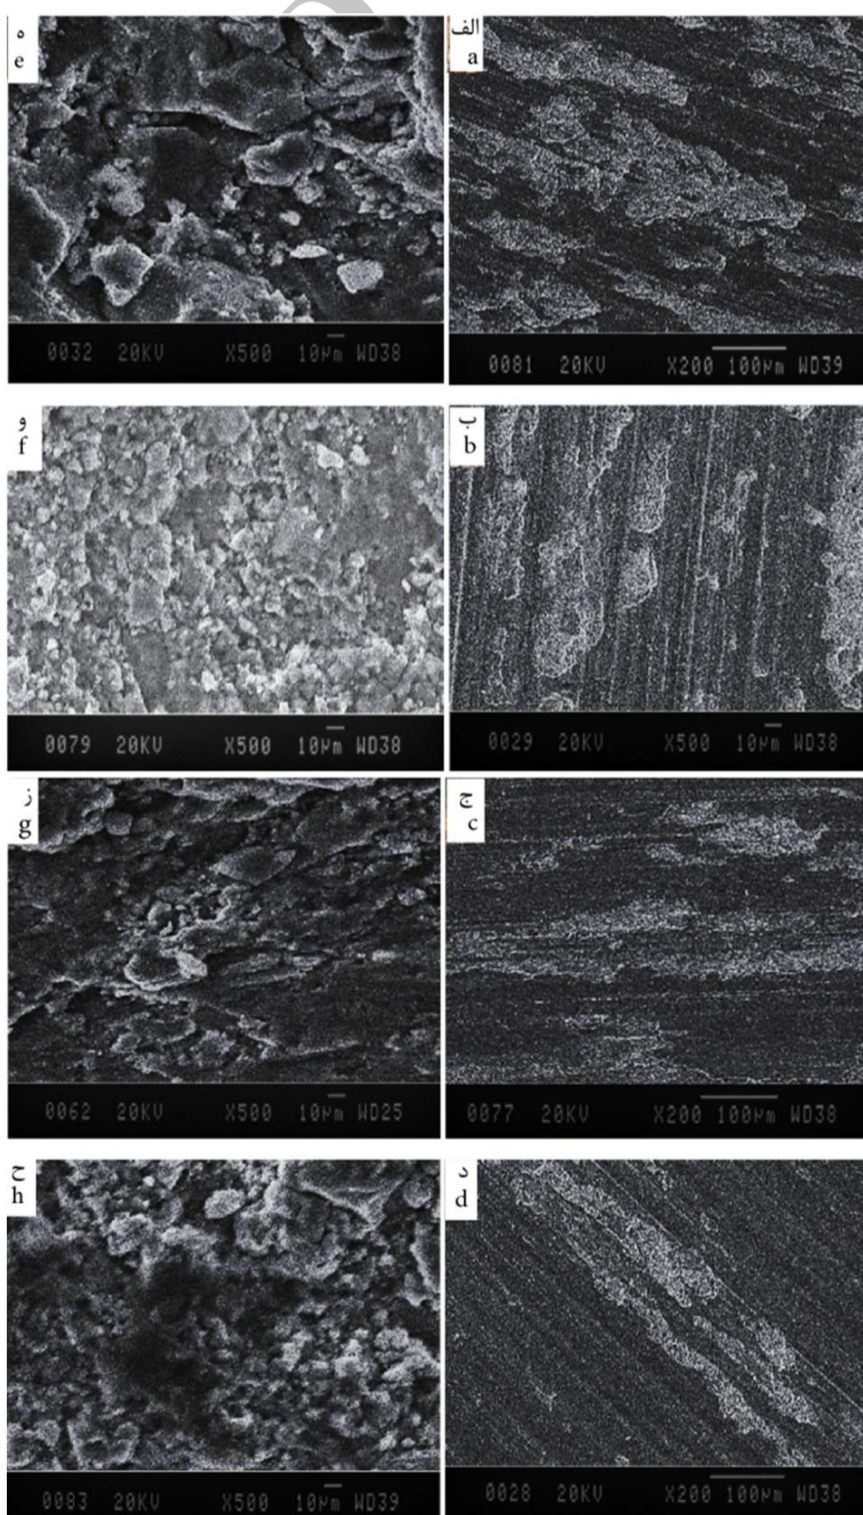 الف
a
0081 20KV X200 100µm WD39
ه
e
0032 20KV X500 10µm WD38
ب
b
0029 20KV X500 10µm WD38
و
f
0079 20KV X500 10µm WD38
ج
c
0077 20KV X200 100µm WD38
ز
g
0062 20KV X500 10µm WD25
د
d
0028 20KV X200 100µm WD38
ح
h
0083 20KV X500 10µm WD39